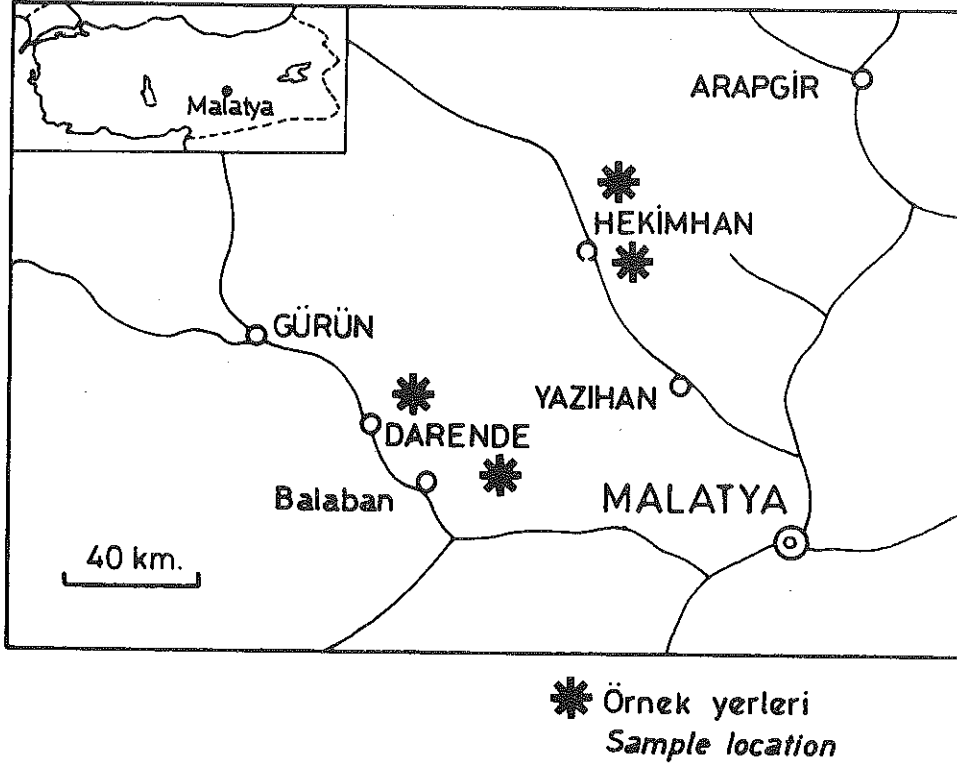 Malatya
ARAPGİR
HEKİMHAN
GÜRÜN
YAZIHAN
DARENDE
Balaban
MALATYA
40 km.
Örnek yerleri
Sample location